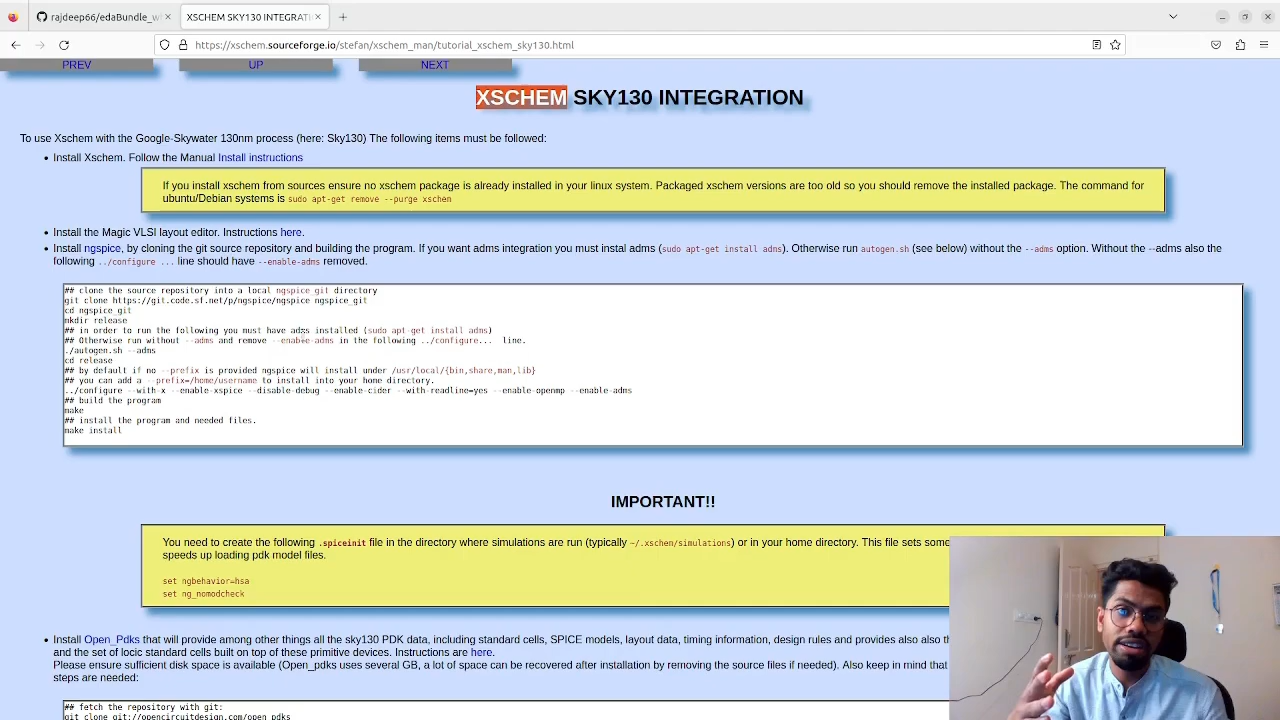 rajdeep66/edaBundle_w
XSCHEM SKY130 INTEGRATI
https://xschem.sourceforge.io/stefan/xschem_man/tutorial_xschem_sky130.html
PREV UP NEXT
XSCHEM SKY130 INTEGRATION
To use Xschem with the Google-Skywater 130nm process (here: Sky130) The following items must be followed:
Install Xschem. Follow the Manual Install instructions
If you install xschem from sources ensure no xschem package is already installed in your linux system. Packaged xschem versions are too old so you should remove the installed package. The command for
ubuntu/Debian systems is sudo apt-get remove --purge xschem
Install the Magic VLSI layout editor. Instructions here.
Install ngspice, by cloning the git source repository and building the program. If you want adms integration you must instal adms (sudo apt-get install adms). Otherwise run autogen.sh (see below) without the --adms option. Without the --adms also the
following ../configure ... line should have --enable-adms removed.
## clone the source repository into a local ngspice_git directory
git clone https://git.code.sf.net/p/ngspice/ngspice ngspice_git
cd ngspice_git
mkdir release
## in order to run the following you must have adms installed (sudo apt-get install adms)
## Otherwise run without --adms and remove --enable-adms in the following ../configure... line.
./autogen.sh --adms
cd release
## by default if no --prefix is provided ngspice will install under /usr/local/{bin,share,man,lib}
## you can add a --prefix=/home/username to install into your home directory.
../configure --with-x --enable-xspice --disable-debug --enable-cider --with-readline=yes --enable-openmp --enable-adms
## build the program
make
## install the program and needed files.
make install
IMPORTANT!!
You need to create the following .spiceinit file in the directory where simulations are run (typically ~/.xschem/simulations) or in your home directory. This file sets some
speeds up loading pdk model files.
set ngbehavior=hsa
set ng_nomodcheck
Install Open_Pdks that will provide among other things all the sky130 PDK data, including standard cells, SPICE models, layout data, timing information, design rules and provides also also
and the set of locic standard cells built on top of these primitive devices. Instructions are here.
Please ensure sufficient disk space is available (Open_pdks uses several GB, a lot of space can be recovered after installation by removing the source files if needed). Also keep in mind that
steps are needed:
## fetch the repository with git:
git clone git://opencircuitdesign.com/open_pdks